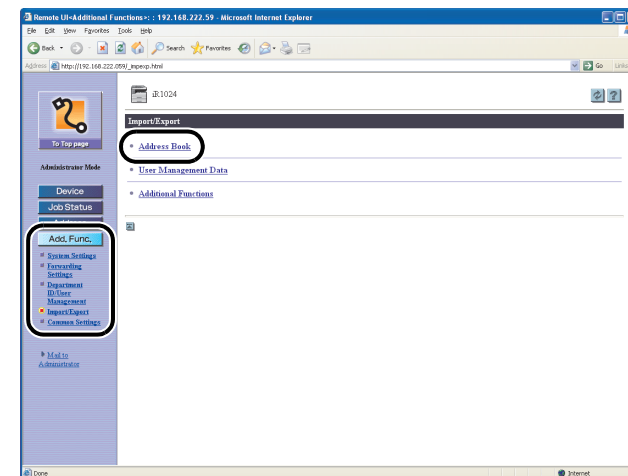 Remote UI<Additional Functions>: : 192.168.222.59 - Microsoft Internet Explorer
File Edit View Favorites Tools Help
Back Search Favorites
Address http://192.168.222.059/_impexp.html Go Links
iR1024
To Top page
Import/Export
Address Book
Administrator Mode
User Management Data
Device
Additional Functions
Job Status
Add. Func.
System Settings
Forwarding
Settings
Department
ID/User
Management
Import/Export
Common Settings
Mail to
Administrator
Done Internet